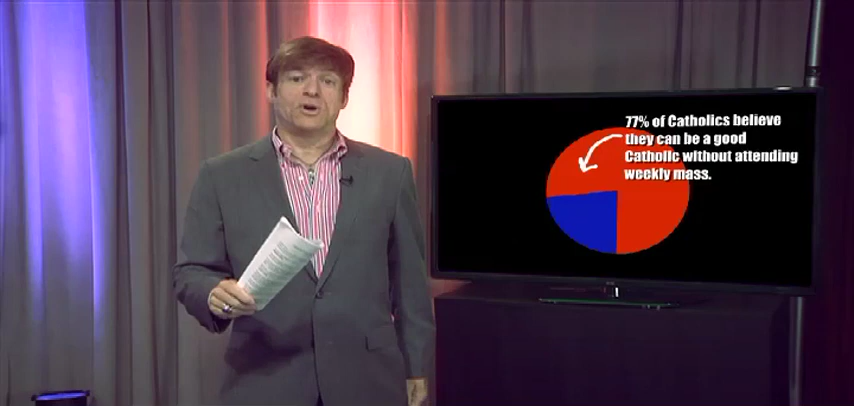 77% of Catholics believe
they can be a good
Catholic without attending
weekly mass.